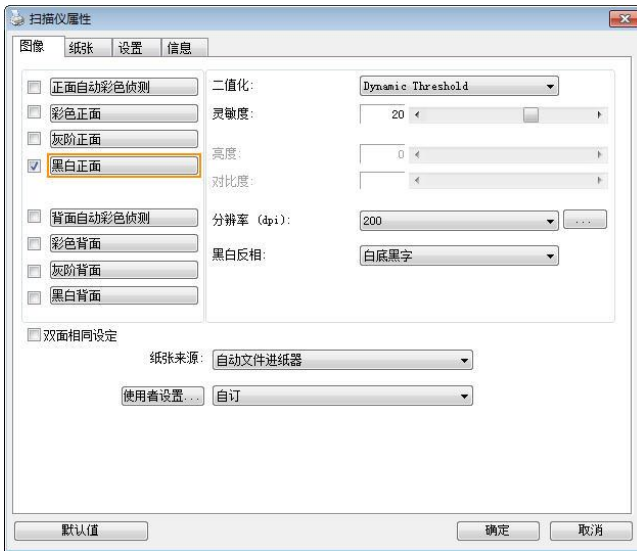 扫描仪属性
图像 纸张 设置 信息
正面自动彩色侦测
彩色正面
灰阶正面
黑白正面
背面自动彩色侦测
彩色背面
灰阶背面
黑白背面
二值化: Dynamic Threshold
灵敏度: 20
亮度: 0
对比度:
分辨率 (dpi): 200 ...
黑白反相: 白底黑字
双面相同设定
纸张来源: 自动文件进纸器
使用者设置... 自订
默认值 确定 取消